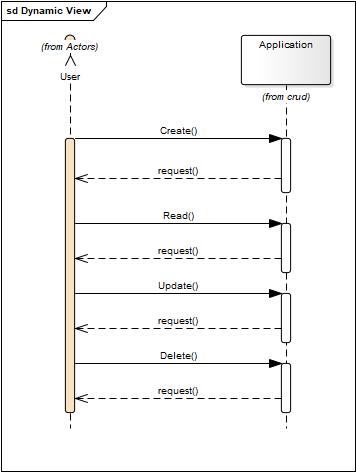 sd Dynamic View
(from Actors)
User
Application
(from crud)
Create()
request()
Read()
request()
Update()
request()
Delete()
request()